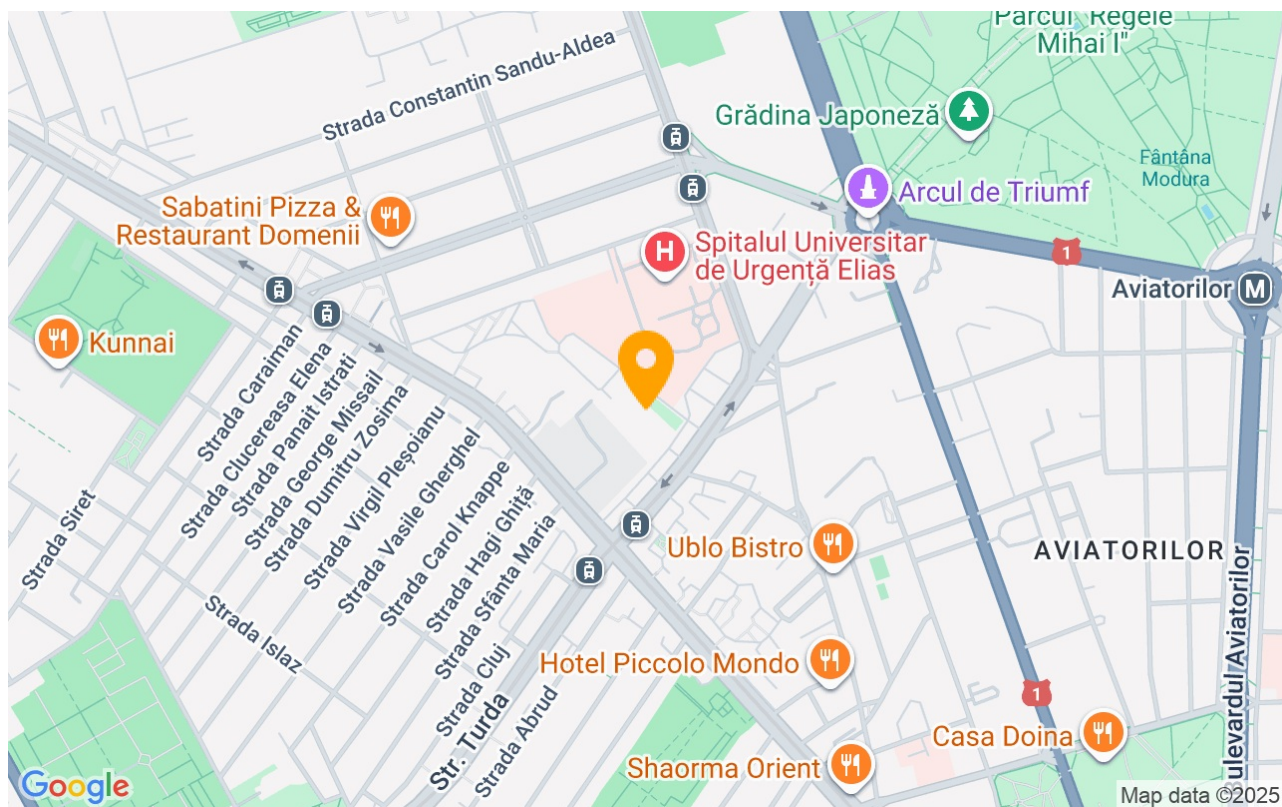 Parcul "Regele
Mihai I"
Strada Constantin Sandu-Aldea
Grădina Japoneză
Fântâna
Modura
Sabatini Pizza &
Restaurant Domenii
Arcul de Triumf
H
Spitalul Universitar
de Urgență Elias
1
Aviatorilor
M
Kunnai
Strada Caraiman
Strada Clucereasa Elena
Strada Panait Istrati
Strada George Missail
Strada Dumitru Zosima
Strada Virgil Pleșoianu
Strada Vasile Gherghel
Strada Carol Knappe
Strada Hagi Ghiță
Strada Sfânta Maria
Strada Cluj
Str. Turda
Strada Abrud
Strada Siret
Strada Islaz
Ublo Bistro
AVIATORILOR
Bulevardul Aviatorilor
Hotel Piccolo Mondo
1
Casa Doina
Shaorma Orient
Google
Map data ©2025